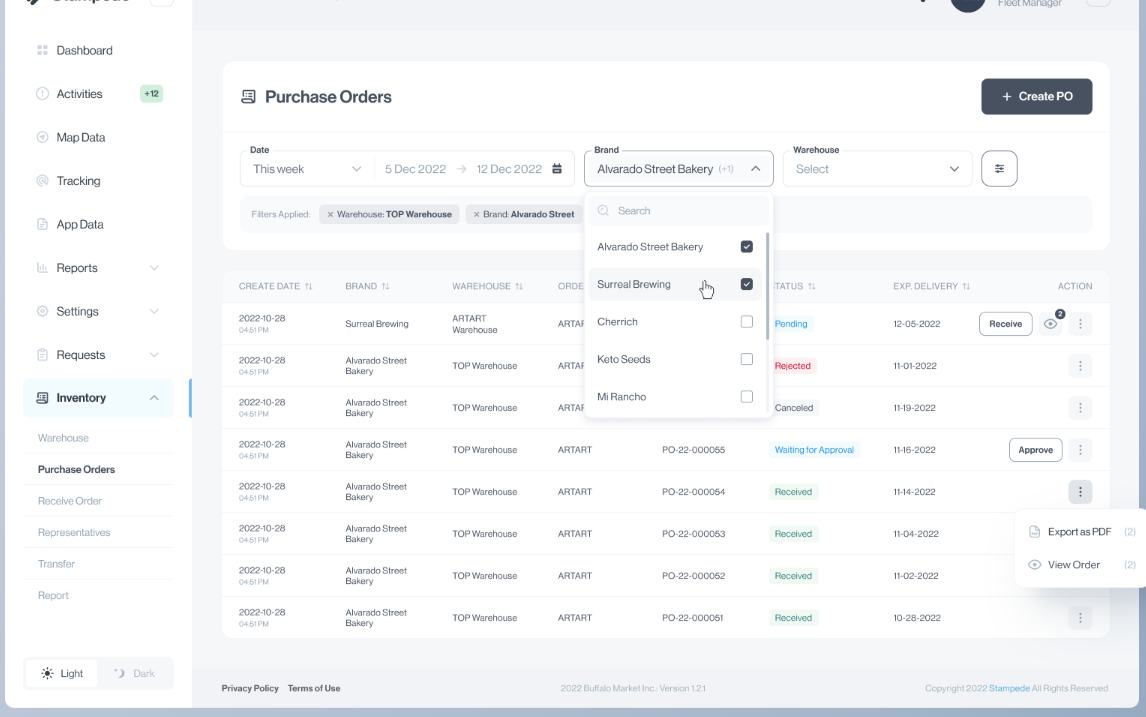 Stampede
Fleet Manager
Dashboard
Activities +12
Map Data
Tracking
App Data
Reports
Settings
Requests
Inventory
Warehouse
Purchase Orders
Receive Order
Representatives
Transfer
Report
Light Dark
Purchase Orders
+ Create PO
Date
This week 5 Dec 2022 → 12 Dec 2022
Brand
Alvarado Street Bakery (+1)
Warehouse
Select
Filters Applied: × Warehouse: TOP Warehouse × Brand: Alvarado Street
Search
Alvarado Street Bakery
Surreal Brewing
Cherrich
Keto Seeds
Mi Rancho
CREATE DATE BRAND WAREHOUSE ORDE TATUS EXP. DELIVERY ACTION
2022-10-28
04:51 PM
Surreal Brewing
ARTART
Warehouse
ARTAR Pending 12-05-2022 Receive 2
2022-10-28
04:51 PM
Alvarado Street
Bakery
TOP Warehouse ARTAR Rejected 11-01-2022
2022-10-28
04:51 PM
Alvarado Street
Bakery
TOP Warehouse ARTAR Canceled 11-19-2022
2022-10-28
04:51 PM
Alvarado Street
Bakery
TOP Warehouse ARTART PO-22-000055 Waiting for Approval 11-16-2022 Approve
2022-10-28
04:51 PM
Alvarado Street
Bakery
TOP Warehouse ARTART PO-22-000054 Received 11-14-2022
Export as PDF (2)
View Order (2)
2022-10-28
04:51 PM
Alvarado Street
Bakery
TOP Warehouse ARTART PO-22-000053 Received 11-04-2022
2022-10-28
04:51 PM
Alvarado Street
Bakery
TOP Warehouse ARTART PO-22-000052 Received 11-02-2022
2022-10-28
04:51 PM
Alvarado Street
Bakery
TOP Warehouse ARTART PO-22-000051 Received 10-28-2022
Privacy Policy Terms of Use
2022 Buffalo Market Inc.: Version 1.2.1
Copyright 2022 Stampede All Rights Reserved